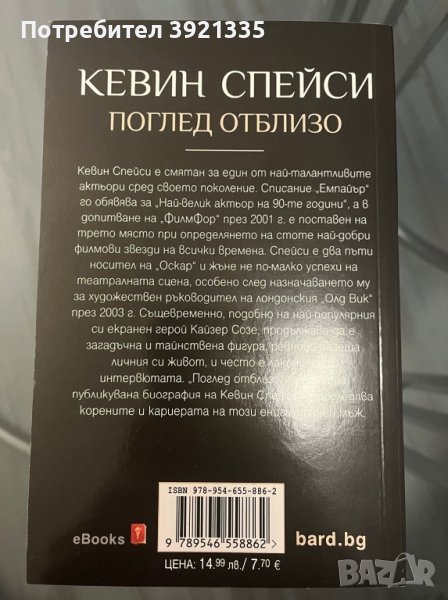 Потребител 3921335
КЕВИН СПЕЙСИ
ПОГЛЕД ОТБЛИЗО
Кевин Спейси е смятан за един от най-талантливите
актьори сред своето поколение. Списание „Емпайър"
го обявява за „Най-велик актьор на 90-те години", а в
допитване на „ФилмФор" през 2001 г. е поставен на
трето място при определянето на стоте най-добри
филмови звезди на всички времена. Спейси е два пъти
носител на „Оскар" и жъне не по-малко успехи на
театралната сцена, особено след назначаването му
за художествен ръководител на лондонския „Олд Вик"
през 2003 г. Същевременно, подобно на най-популярния
си екранен герой Кайзер Созе, продължава да е
загадъчна и тайнствена фигура,
личния си живот, и често е
интервютата. „Поглед отблизо"
публикувана биография на Кевин
корените и кариерата на този мъж.
ISBN 978-954-655-886-2
9 789546 558862
eBooks
bard.bg
ЦЕНА: 14.99 лв./ 7.70 €
BAZAR